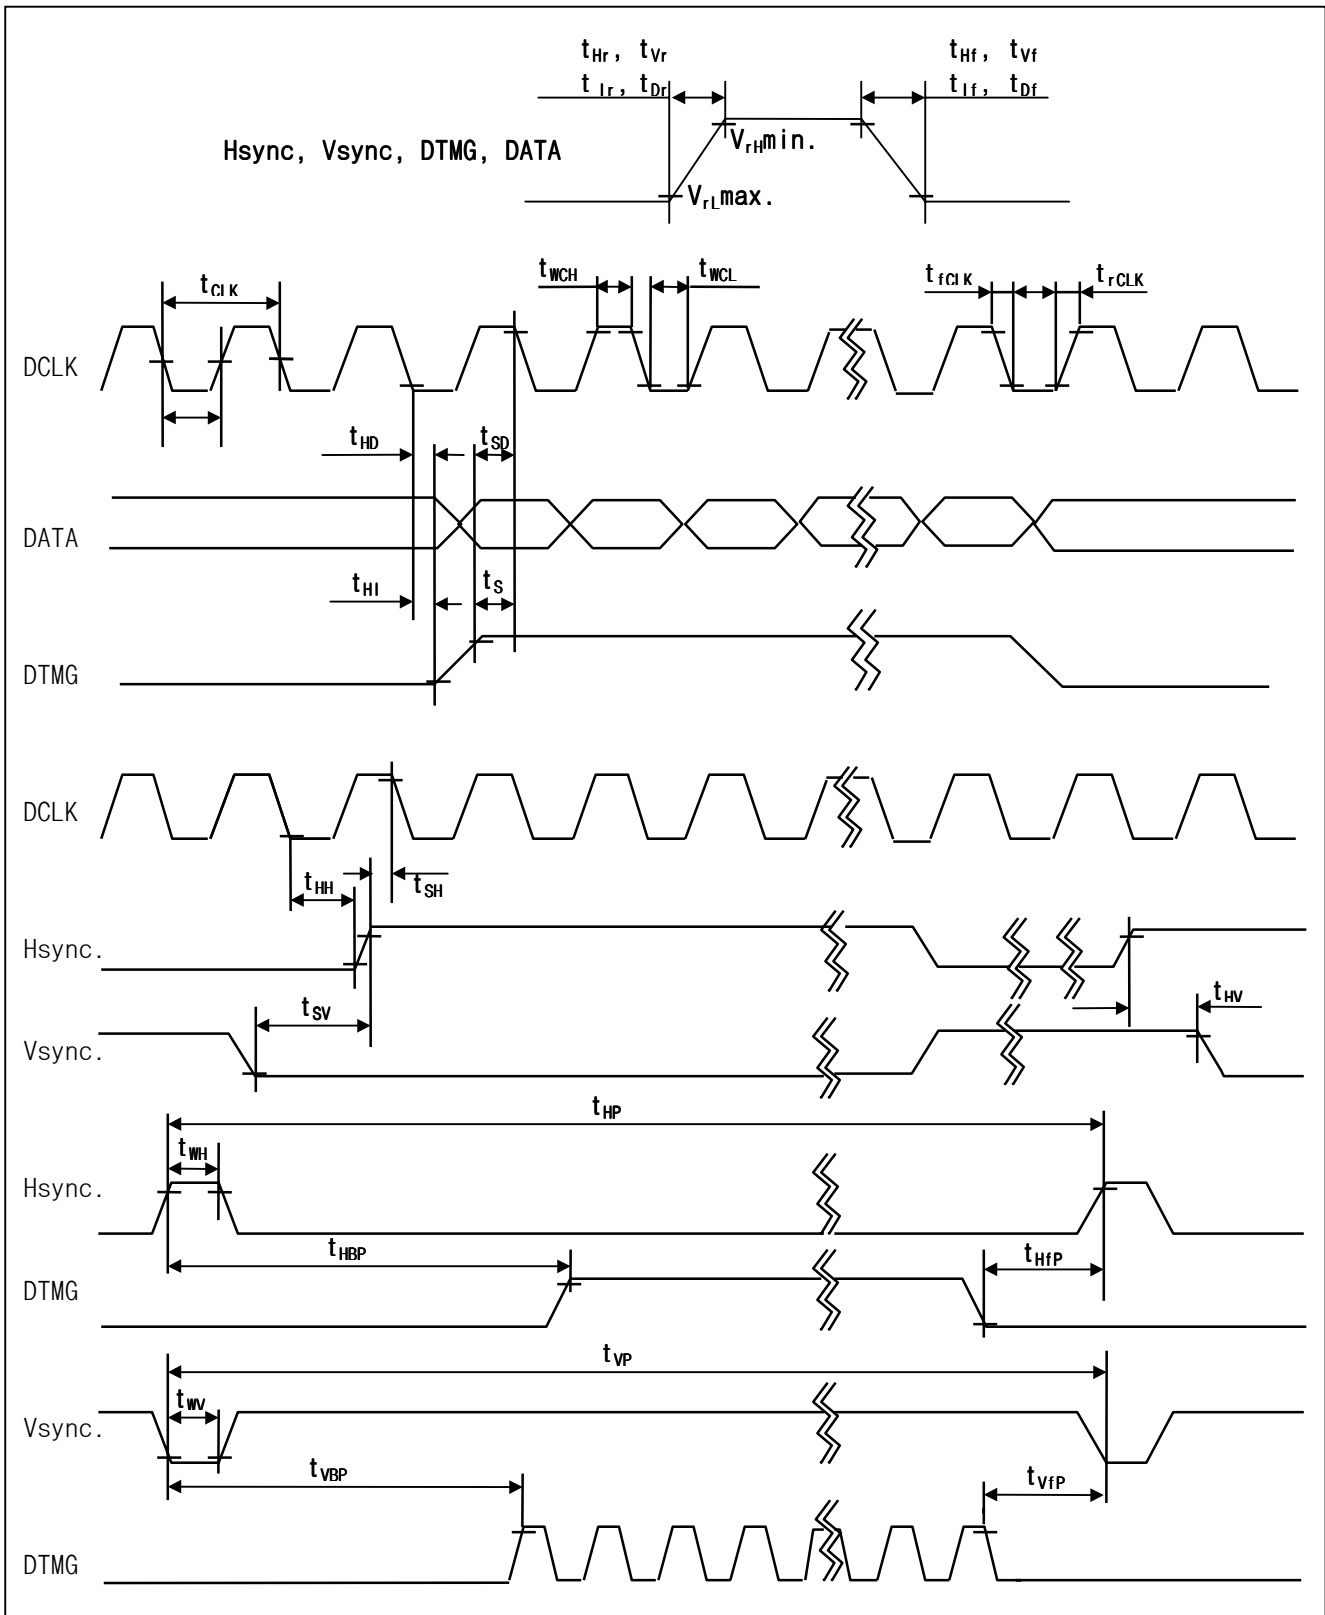 tHr, tVr
tHf, tVf
tIr, tDr
tIf, tDf
Hsync, Vsync, DTMG, DATA
VrHmin.
VrLmax.
tCLK
tWCH
tWCL
tfCLK
trCLK
DCLK
tHD
tSD
DATA
tHI
tS
DTMG
DCLK
tHH
tSH
Hsync.
tSV
tHV
Vsync.
tHP
tWH
Hsync.
tHBP
tHfP
DTMG
tVP
tWV
Vsync.
tVBP
tVfP
DTMG